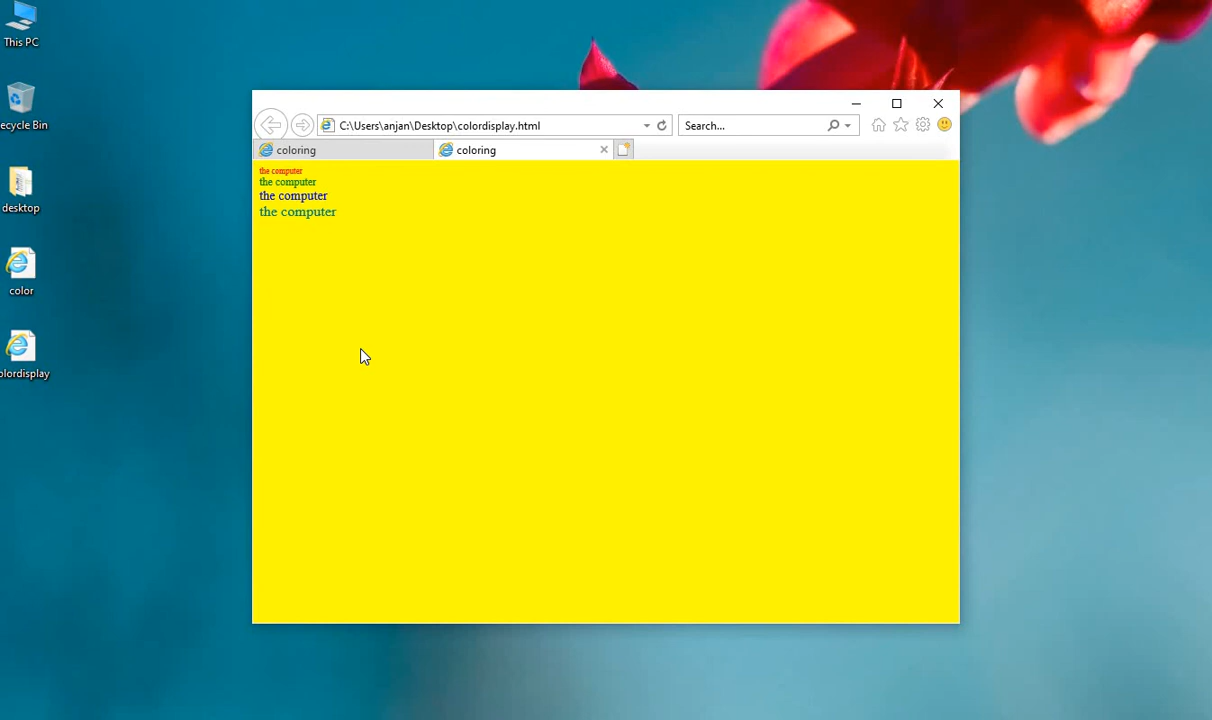 This PC
ecycle Bin
desktop
color
olordisplay
C:\Users\anjan\Desktop\colordisplay.html
Search...
coloring
coloring
the computer
the computer
the computer
the computer